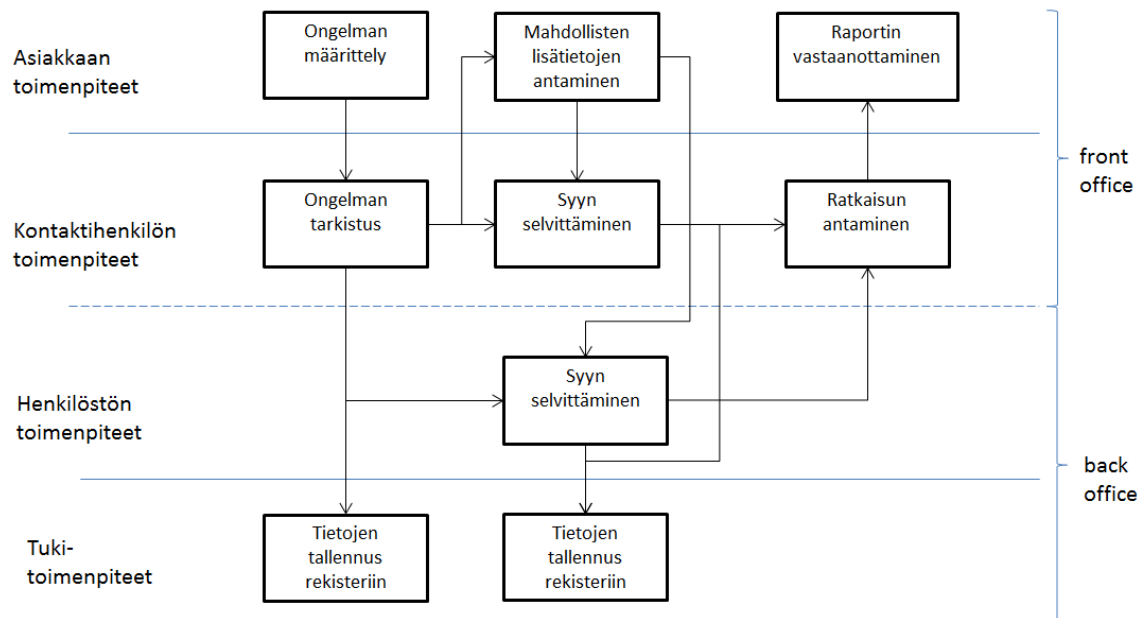 Asiakkaan
toimenpiteet
Ongelman
määrittely
Mahdollisten
lisätietojen
antaminen
Raportin
vastaanottaminen
front
office
Kontaktihenkilön
toimenpiteet
Ongelman
tarkistus
Syyn
selvittäminen
Ratkaisun
antaminen
Henkilöstön
toimenpiteet
Syyn
selvittäminen
back
office
Tuki-
toimenpiteet
Tietojen
tallennus
rekisteriin
Tietojen
tallennus
rekisteriin